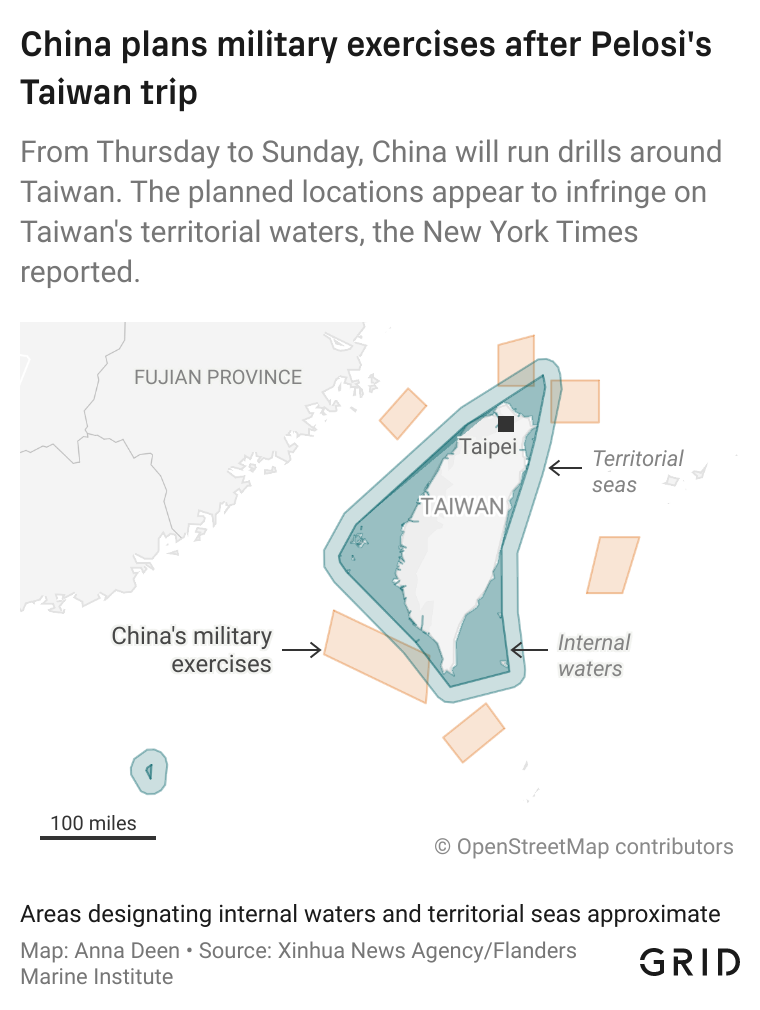 China plans military exercises after Pelosi's
Taiwan trip
From Thursday to Sunday, China will run drills around
Taiwan. The planned locations appear to infringe on
Taiwan's territorial waters, the New York Times
reported.
FUJIAN PROVINCE
Taipei
Territorial
seas
TAIWAN
China's military
exercises
Internal
waters
100 miles
© OpenStreetMap contributors
Areas designating internal waters and territorial seas approximate
Map: Anna Deen • Source: Xinhua News Agency/Flanders
Marine Institute
GRID